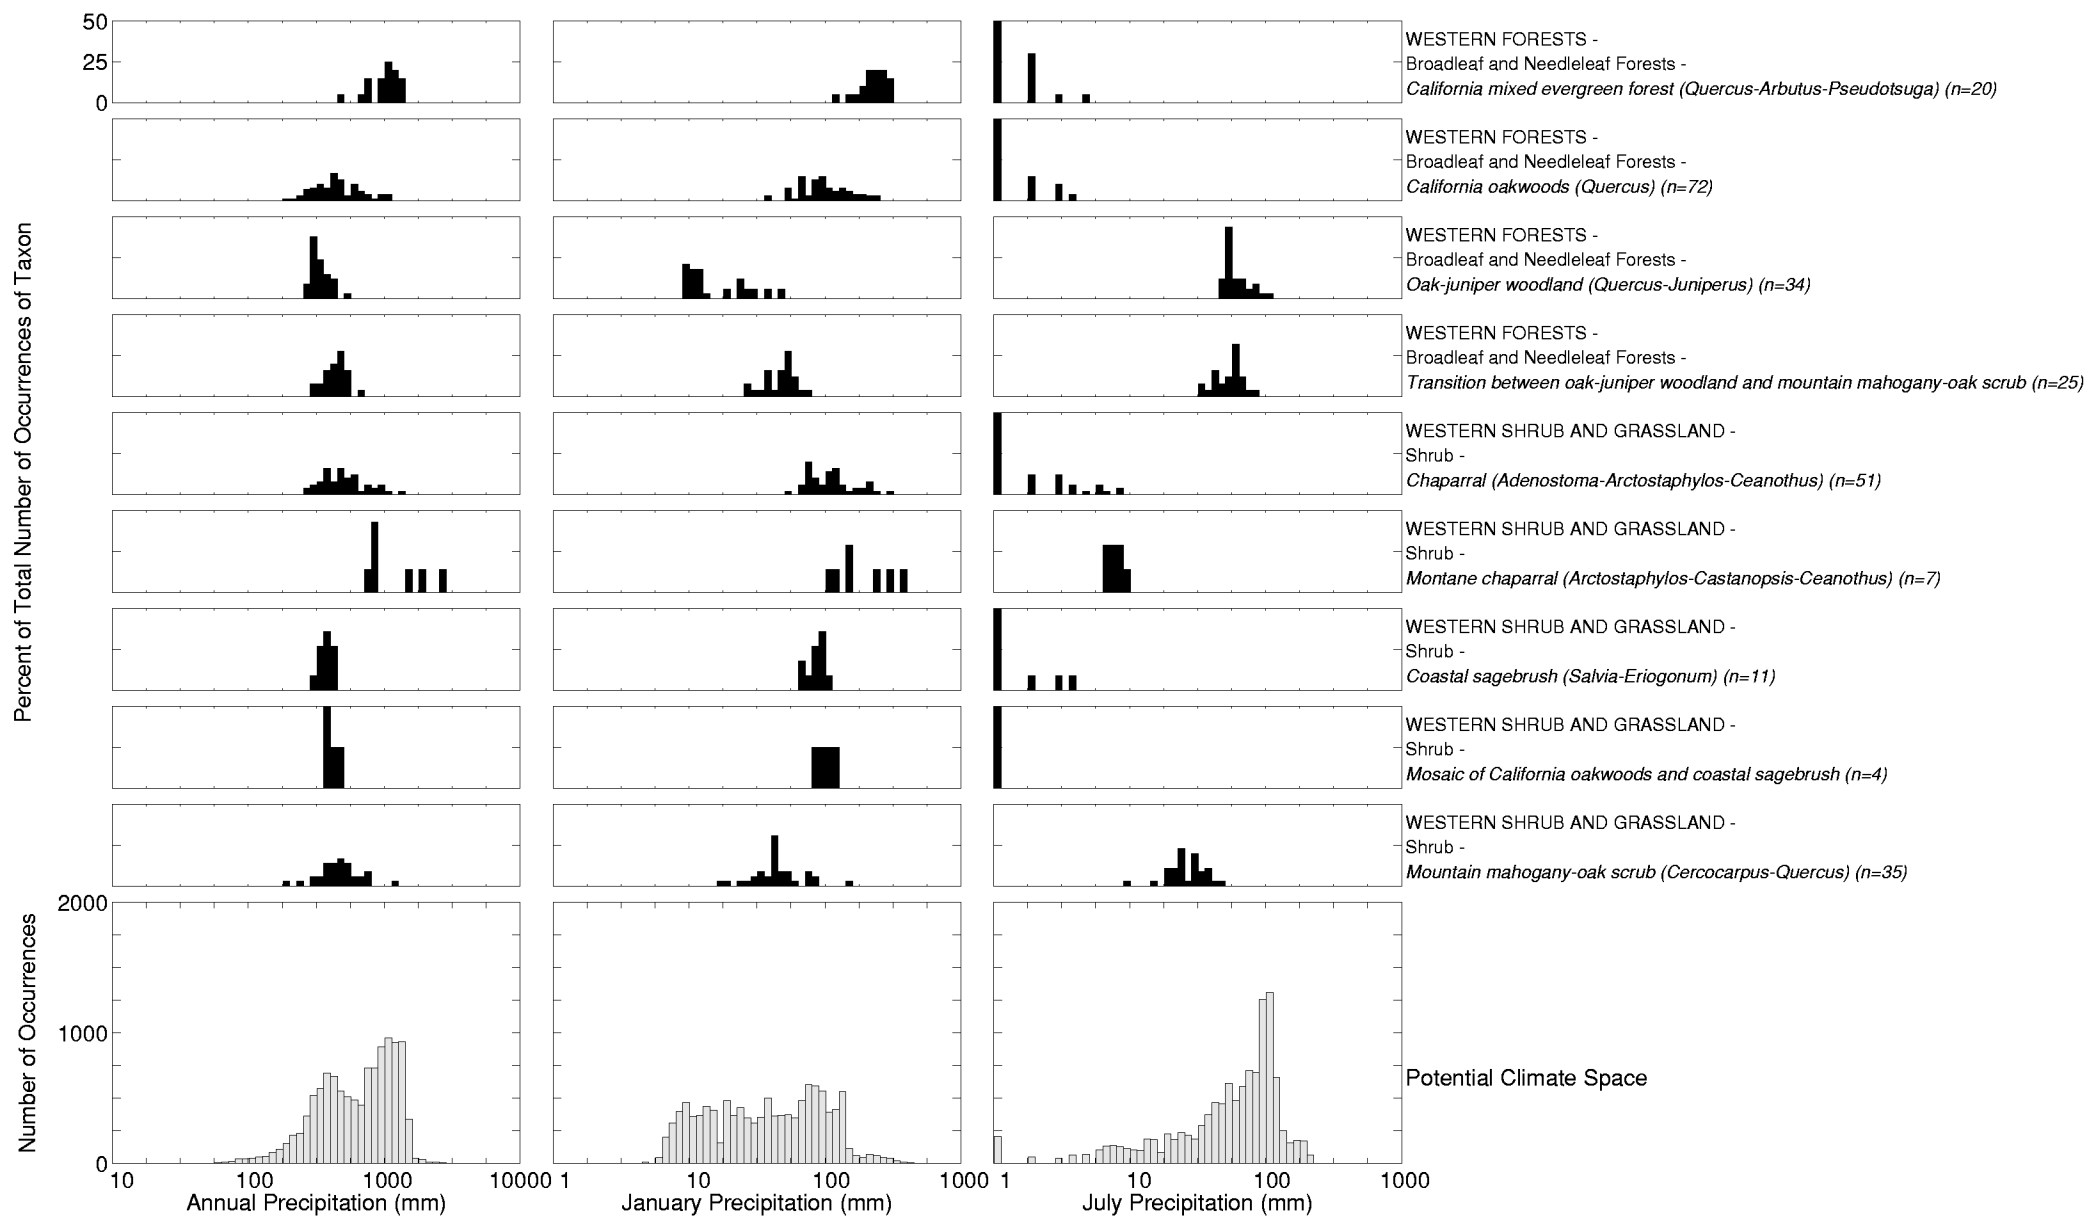 Percent of Total Number of Occurrences of Taxon
50
25
0
WESTERN FORESTS -
Broadleaf and Needleleaf Forests -
California mixed evergreen forest (Quercus-Arbutus-Pseudotsuga) (n=20)
WESTERN FORESTS -
Broadleaf and Needleleaf Forests -
California oakwoods (Quercus) (n=72)
WESTERN FORESTS -
Broadleaf and Needleleaf Forests -
Oak-juniper woodland (Quercus-Juniperus) (n=34)
WESTERN FORESTS -
Broadleaf and Needleleaf Forests -
Transition between oak-juniper woodland and mountain mahogany-oak scrub (n=25)
WESTERN SHRUB AND GRASSLAND -
Shrub -
Chaparral (Adenostoma-Arctostaphylos-Ceanothus) (n=51)
WESTERN SHRUB AND GRASSLAND -
Shrub -
Montane chaparral (Arctostaphylos-Castanopsis-Ceanothus) (n=7)
WESTERN SHRUB AND GRASSLAND -
Shrub -
Coastal sagebrush (Salvia-Eriogonum) (n=11)
WESTERN SHRUB AND GRASSLAND -
Shrub -
Mosaic of California oakwoods and coastal sagebrush (n=4)
WESTERN SHRUB AND GRASSLAND -
Shrub -
Mountain mahogany-oak scrub (Cercocarpus-Quercus) (n=35)
Number of Occurrences
2000
1000
0
Potential Climate Space
10 100 1000 10000
1 10 100 1000
1 10 100 1000
Annual Precipitation (mm)
January Precipitation (mm)
July Precipitation (mm)